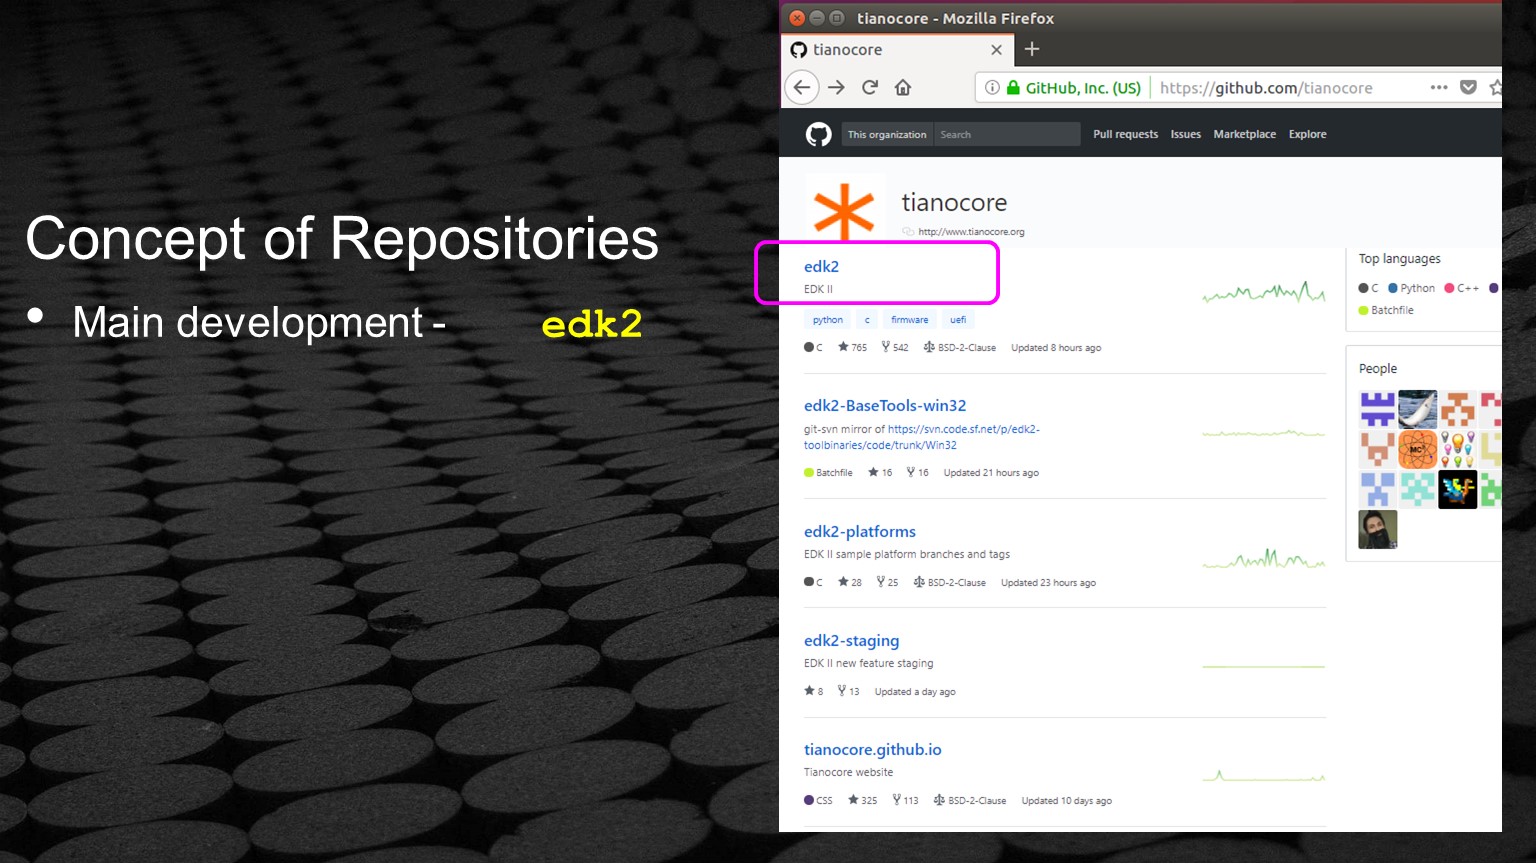 Concept of Repositories
• Main development - edk2
tianocore - Mozilla Firefox
tianocore
GitHub, Inc. (US) https://github.com/tianocore
This organization Search Pull requests Issues Marketplace Explore
tianocore
http://www.tianocore.org
edk2
EDK II
python c firmware uefi
C 765 542 BSD-2-Clause Updated 8 hours ago
edk2-BaseTools-win32
git-svn mirror of https://svn.code.sf.net/p/edk2-
toolbinaries/code/trunk/Win32
Batchfile 16 16 Updated 21 hours ago
edk2-platforms
EDK II sample platform branches and tags
C 28 25 BSD-2-Clause Updated 23 hours ago
edk2-staging
EDK II new feature staging
8 13 Updated a day ago
tianocore.github.io
Tianocore website
CSS 325 113 BSD-2-Clause Updated 10 days ago
Top languages
C Python C++
Batchfile
People
MC²